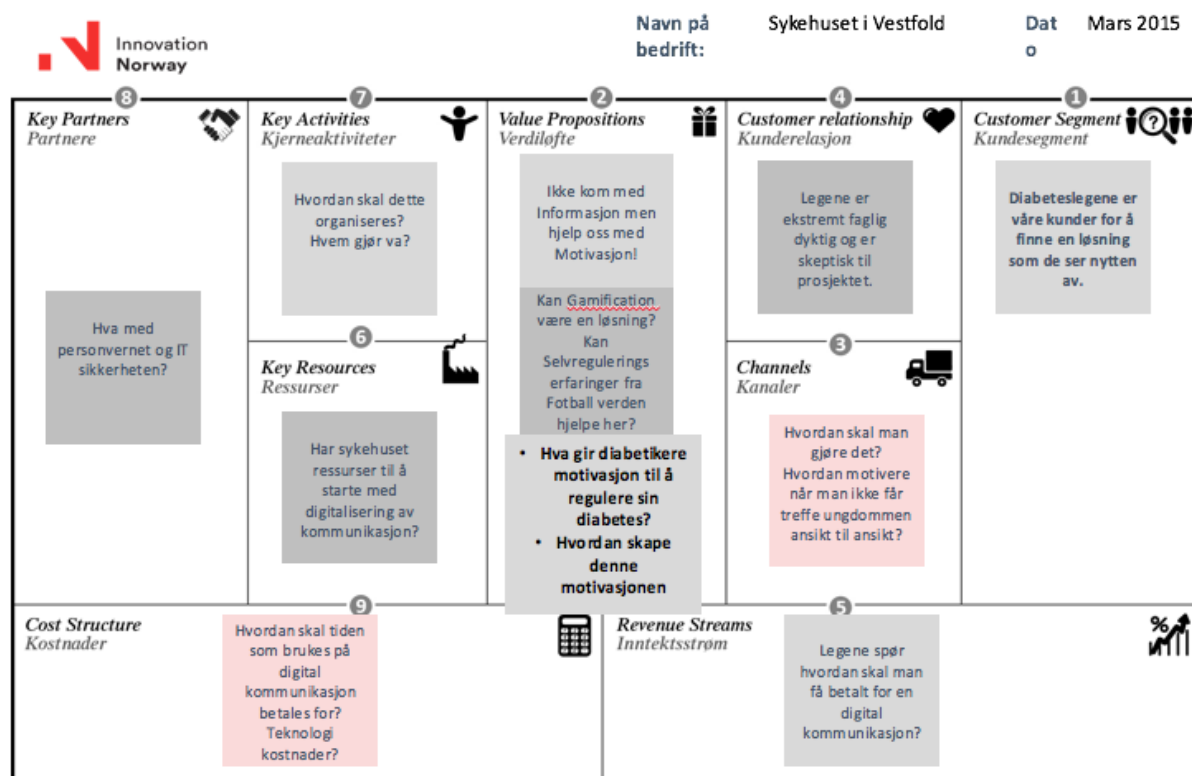 Innovation
Norway
Navn på
bedrift:
Sykehuset i Vestfold
Dat
o
Mars 2015
8
Key Partners
Partnere
Hva med
personvernet og IT
sikkerheten?
7
Key Activities
Kjerneaktiviteter
Hvordan skal dette
organiseres?
Hvem gjør va?
6
Key Resources
Ressurser
Har sykehuset
ressurser til å
starte med
digitalisering av
kommunikasjon?
2
Value Propositions
Verdiløfte
Ikke kom med
Informasjon men
hjelp oss med
Motivasjon!
Kan Gamification
være en løsning?
Kan
Selvregulerings
erfaringer fra
Fotball verden
hjelpe her?
• Hva gir diabetikere
motivasjon til å
regulere sin
diabetes?
• Hvordan skape
denne
motivasjonen
4
Customer relationship
Kunderelasjon
Legene er
ekstremt faglig
dyktig og er
skeptisk til
prosjektet.
3
Channels
Kanaler
Hvordan skal man
gjøre det?
Hvordan motivere
når man ikke får
treffe ungdommen
ansikt til ansikt?
1
Customer Segment
Kundesegment
?
Diabeteslegene er
våre kunder for å
finne en løsning
som de ser nytten
av.
9
Cost Structure
Kostnader
Hvordan skal tiden
som brukes på
digital
kommunikasjon
betales for?
Teknologi
kostnader?
5
Revenue Streams
Inntektsstrøm
%
Legene spør
hvordan skal man
få betalt for en
digital
kommunikasjon?